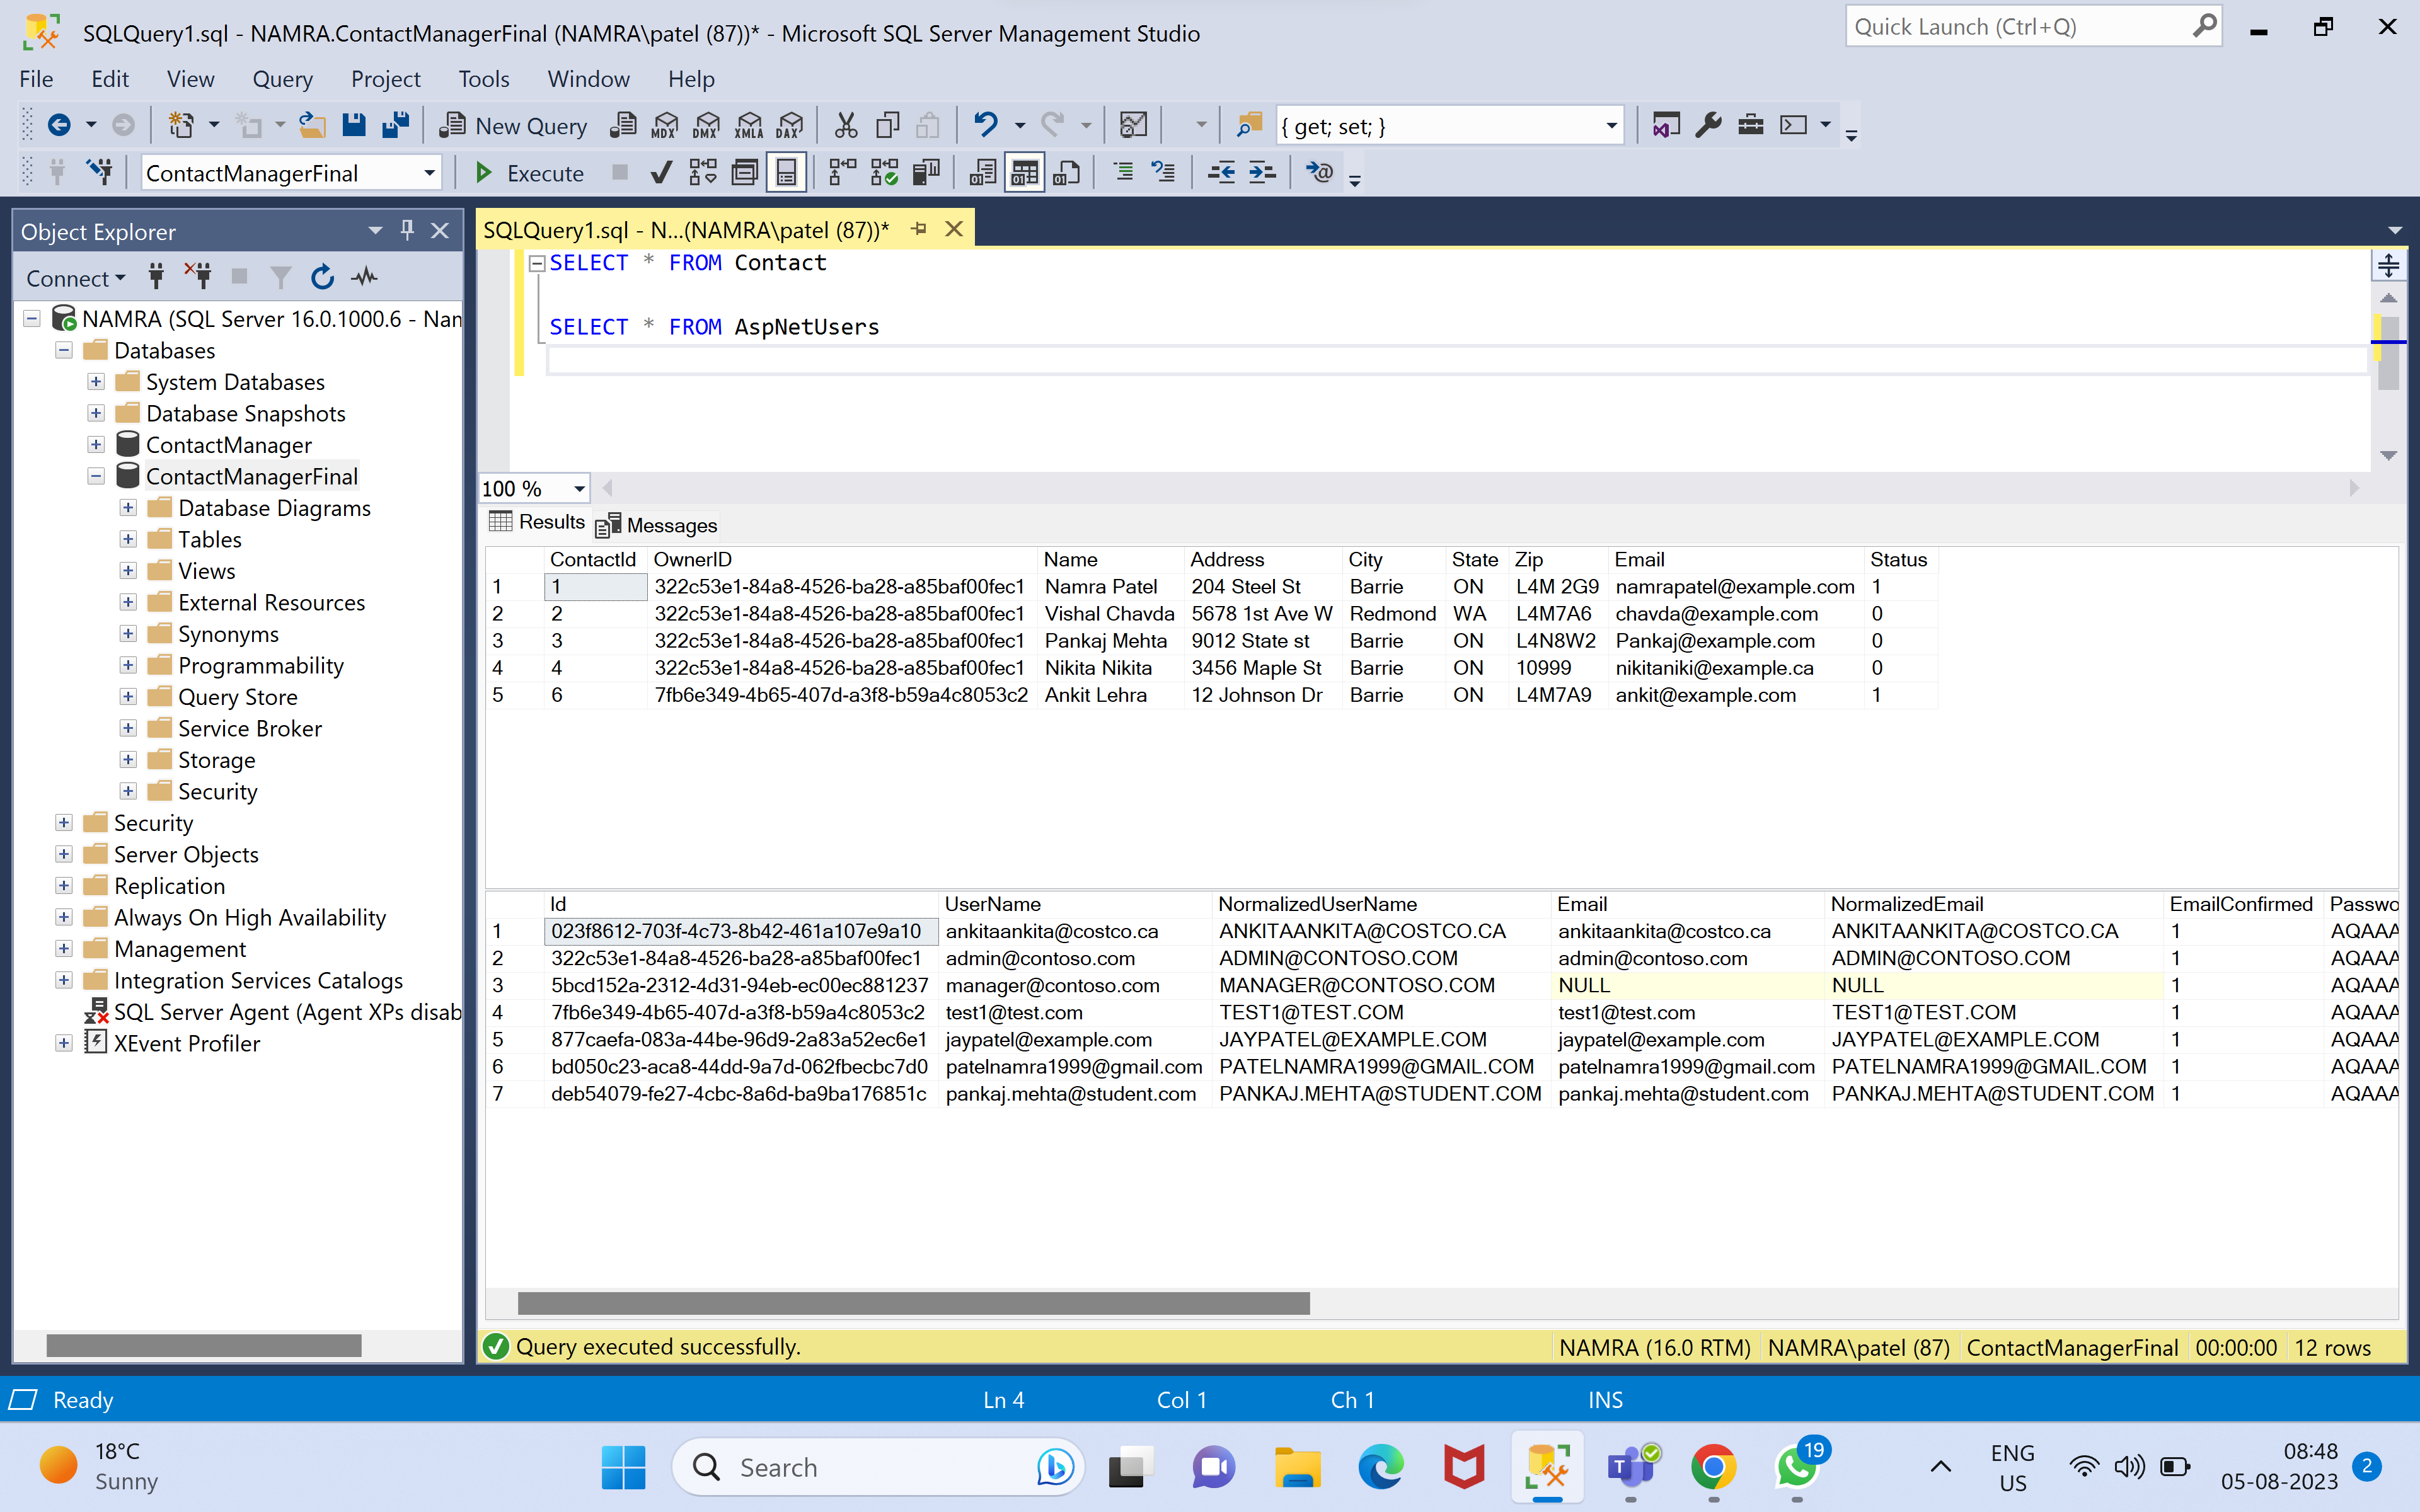 SQLQuery1.sql - NAMRA.ContactManagerFinal (NAMRA\patel (87))* - Microsoft SQL Server Management Studio
Quick Launch (Ctrl+Q)
File Edit View Query Project Tools Window Help
New Query MDX DMX XMLA DAX { get; set; }
ContactManagerFinal Execute
Object Explorer
Connect
NAMRA (SQL Server 16.0.1000.6 - Nan
Databases
System Databases
Database Snapshots
ContactManager
ContactManagerFinal
Database Diagrams
Tables
Views
External Resources
Synonyms
Programmability
Query Store
Service Broker
Storage
Security
Security
Server Objects
Replication
Always On High Availability
Management
Integration Services Catalogs
SQL Server Agent (Agent XPs disab
XEvent Profiler
SQLQuery1.sql - N...(NAMRA\patel (87))*
SELECT * FROM Contact
SELECT * FROM AspNetUsers
100 %
Results Messages
ContactId OwnerID Name Address City State Zip Email Status
1 1 322c53e1-84a8-4526-ba28-a85baf00fec1 Namra Patel 204 Steel St Barrie ON L4M 2G9 namrapatel@example.com 1
2 2 322c53e1-84a8-4526-ba28-a85baf00fec1 Vishal Chavda 5678 1st Ave W Redmond WA L4M7A6 chavda@example.com 0
3 3 322c53e1-84a8-4526-ba28-a85baf00fec1 Pankaj Mehta 9012 State st Barrie ON L4N8W2 Pankaj@example.com 0
4 4 322c53e1-84a8-4526-ba28-a85baf00fec1 Nikita Nikita 3456 Maple St Barrie ON 10999 nikitaniki@example.ca 0
5 6 7fb6e349-4b65-407d-a3f8-b59a4c8053c2 Ankit Lehra 12 Johnson Dr Barrie ON L4M7A9 ankit@example.com 1
Id UserName NormalizedUserName Email NormalizedEmail EmailConfirmed Passwo
1 023f8612-703f-4c73-8b42-461a107e9a10 ankitaankita@costco.ca ANKITAANKITA@COSTCO.CA ankitaankita@costco.ca ANKITAANKITA@COSTCO.CA 1 AQAAA
2 322c53e1-84a8-4526-ba28-a85baf00fec1 admin@contoso.com ADMIN@CONTOSO.COM admin@contoso.com ADMIN@CONTOSO.COM 1 AQAAA
3 5bcd152a-2312-4d31-94eb-ec00ec881237 manager@contoso.com MANAGER@CONTOSO.COM NULL NULL 1 AQAAA
4 7fb6e349-4b65-407d-a3f8-b59a4c8053c2 test1@test.com TEST1@TEST.COM test1@test.com TEST1@TEST.COM 1 AQAAA
5 877caefa-083a-44be-96d9-2a83a52ec6e1 jaypatel@example.com JAYPATEL@EXAMPLE.COM jaypatel@example.com JAYPATEL@EXAMPLE.COM 1 AQAAA
6 bd050c23-aca8-44dd-9a7d-062fbecbc7d0 patelnamra1999@gmail.com PATELNAMRA1999@GMAIL.COM patelnamra1999@gmail.com PATELNAMRA1999@GMAIL.COM 1 AQAAA
7 deb54079-fe27-4cbc-8a6d-ba9ba176851c pankaj.mehta@student.com PANKAJ.MEHTA@STUDENT.COM pankaj.mehta@student.com PANKAJ.MEHTA@STUDENT.COM 1 AQAAA
Query executed successfully. NAMRA (16.0 RTM) NAMRA\patel (87) ContactManagerFinal 00:00:00 12 rows
Ready Ln 4 Col 1 Ch 1 INS
18°C
Sunny
Search
19
ENG
US
08:48
05-08-2023
2